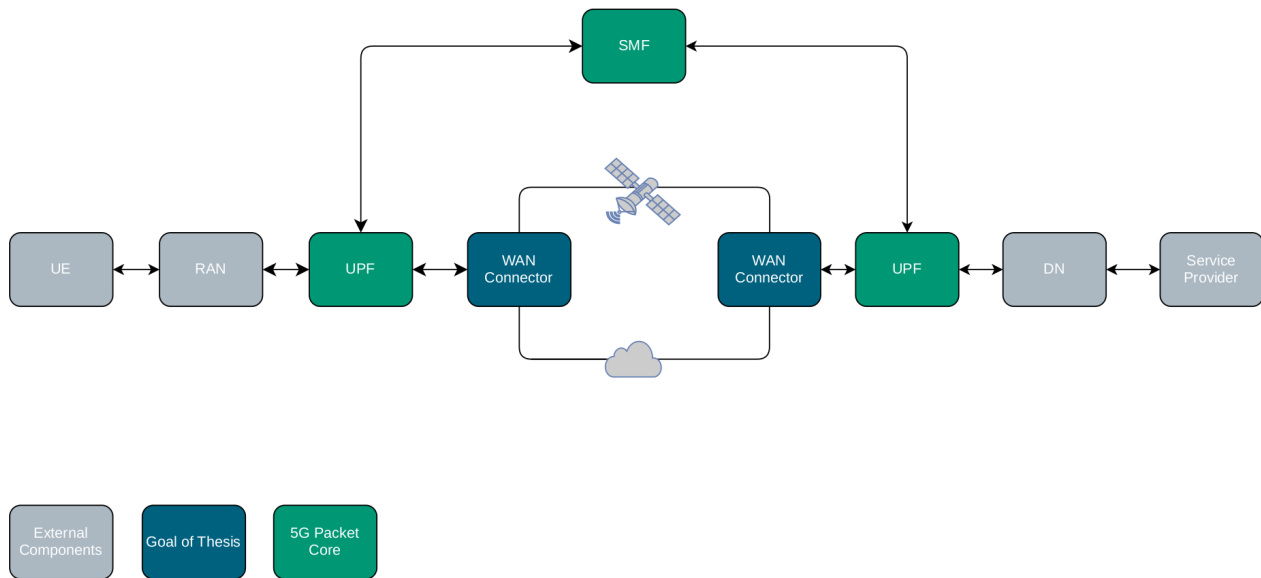 SMF
UE
RAN
UPF
WAN
Connector
WAN
Connector
UPF
DN
Service
Provider
External
Components
Goal of Thesis
5G Packet
Core